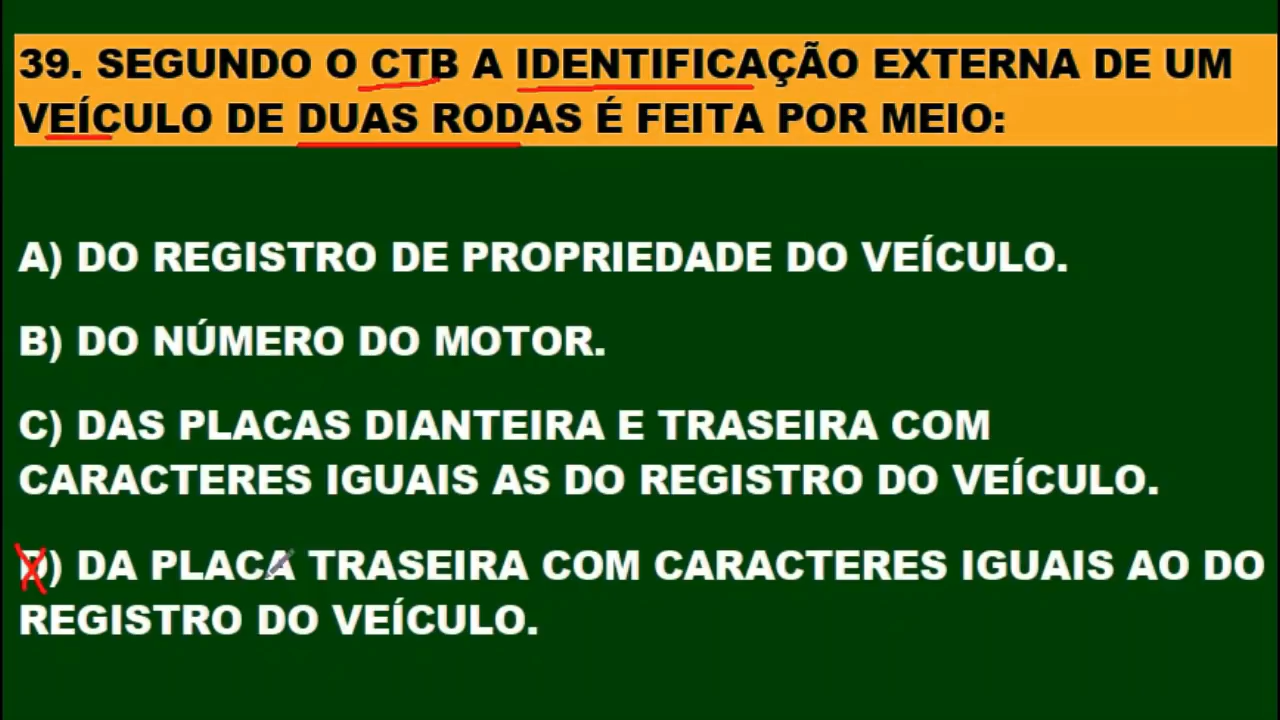 39. SEGUNDO O CTB A IDENTIFICAÇÃO EXTERNA DE UM
VEÍCULO DE DUAS RODAS É FEITA POR MEIO:
A) DO REGISTRO DE PROPRIEDADE DO VEÍCULO.
B) DO NÚMERO DO MOTOR.
C) DAS PLACAS DIANTEIRA E TRASEIRA COM
CARACTERES IGUAIS AS DO REGISTRO DO VEÍCULO.
D) DA PLACA TRASEIRA COM CARACTERES IGUAIS AO DO
REGISTRO DO VEÍCULO.